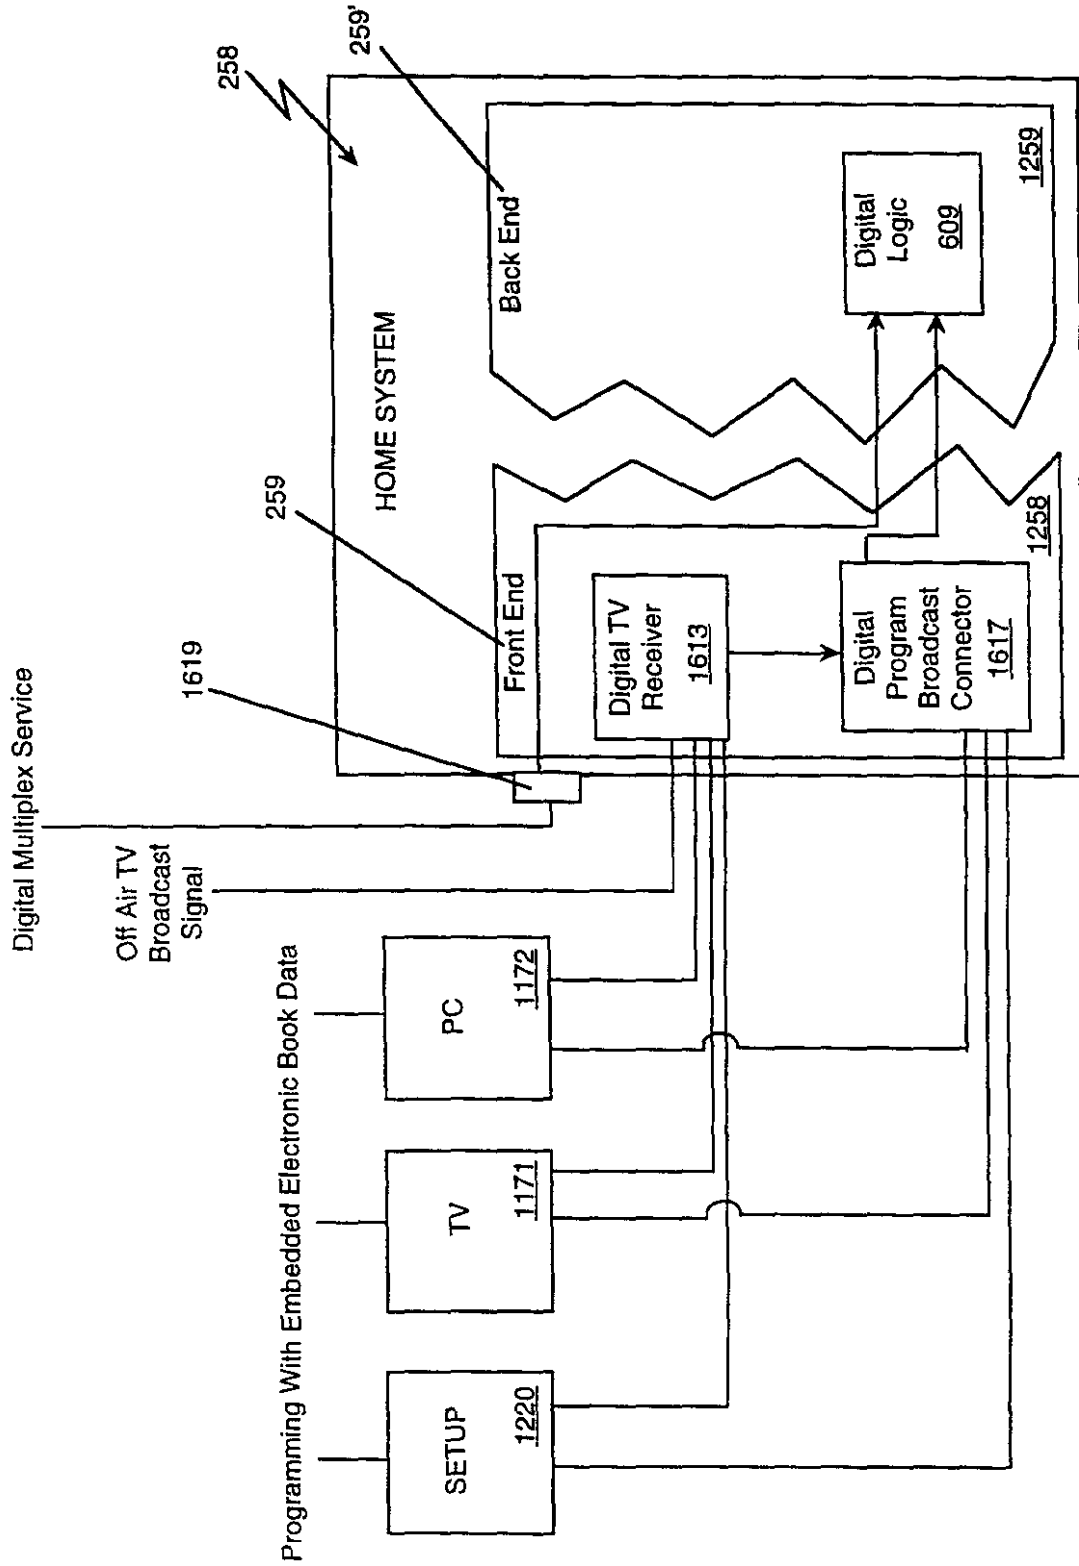 Digital Multiplex Service
Off Air TV
Broadcast
Signal
Programming With Embedded Electronic Book Data
SETUP
1220
TV
1171
PC
1172
1619
259
258
259'
HOME SYSTEM
Front End
Back End
Digital TV
Receiver
1613
Digital
Program
Broadcast
Connector
1617
1258
Digital
Logic
609
1259